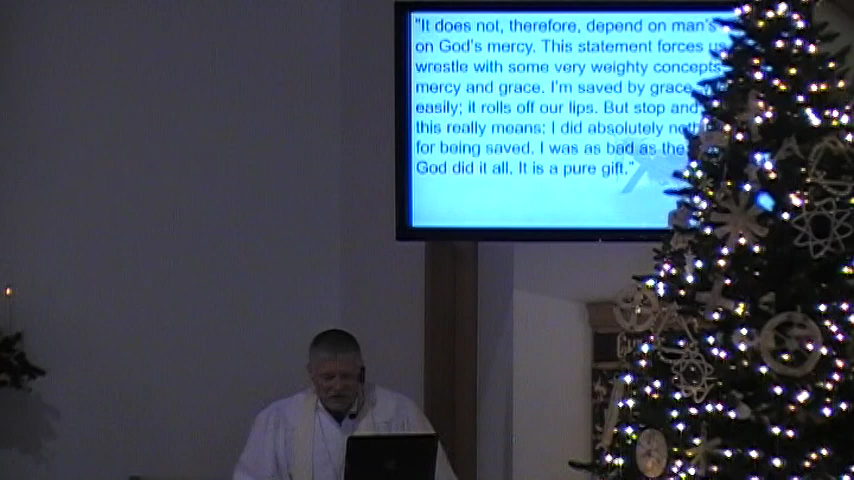 "It does not, therefore, depend on man's
on God's mercy. This statement forces us
wrestle with some very weighty concepts
mercy and grace. I'm saved by grace
easily; it rolls off our lips. But stop and
this really means: I did absolutely
for being saved. I was as bad as the
God did it all. It is a pure gift."